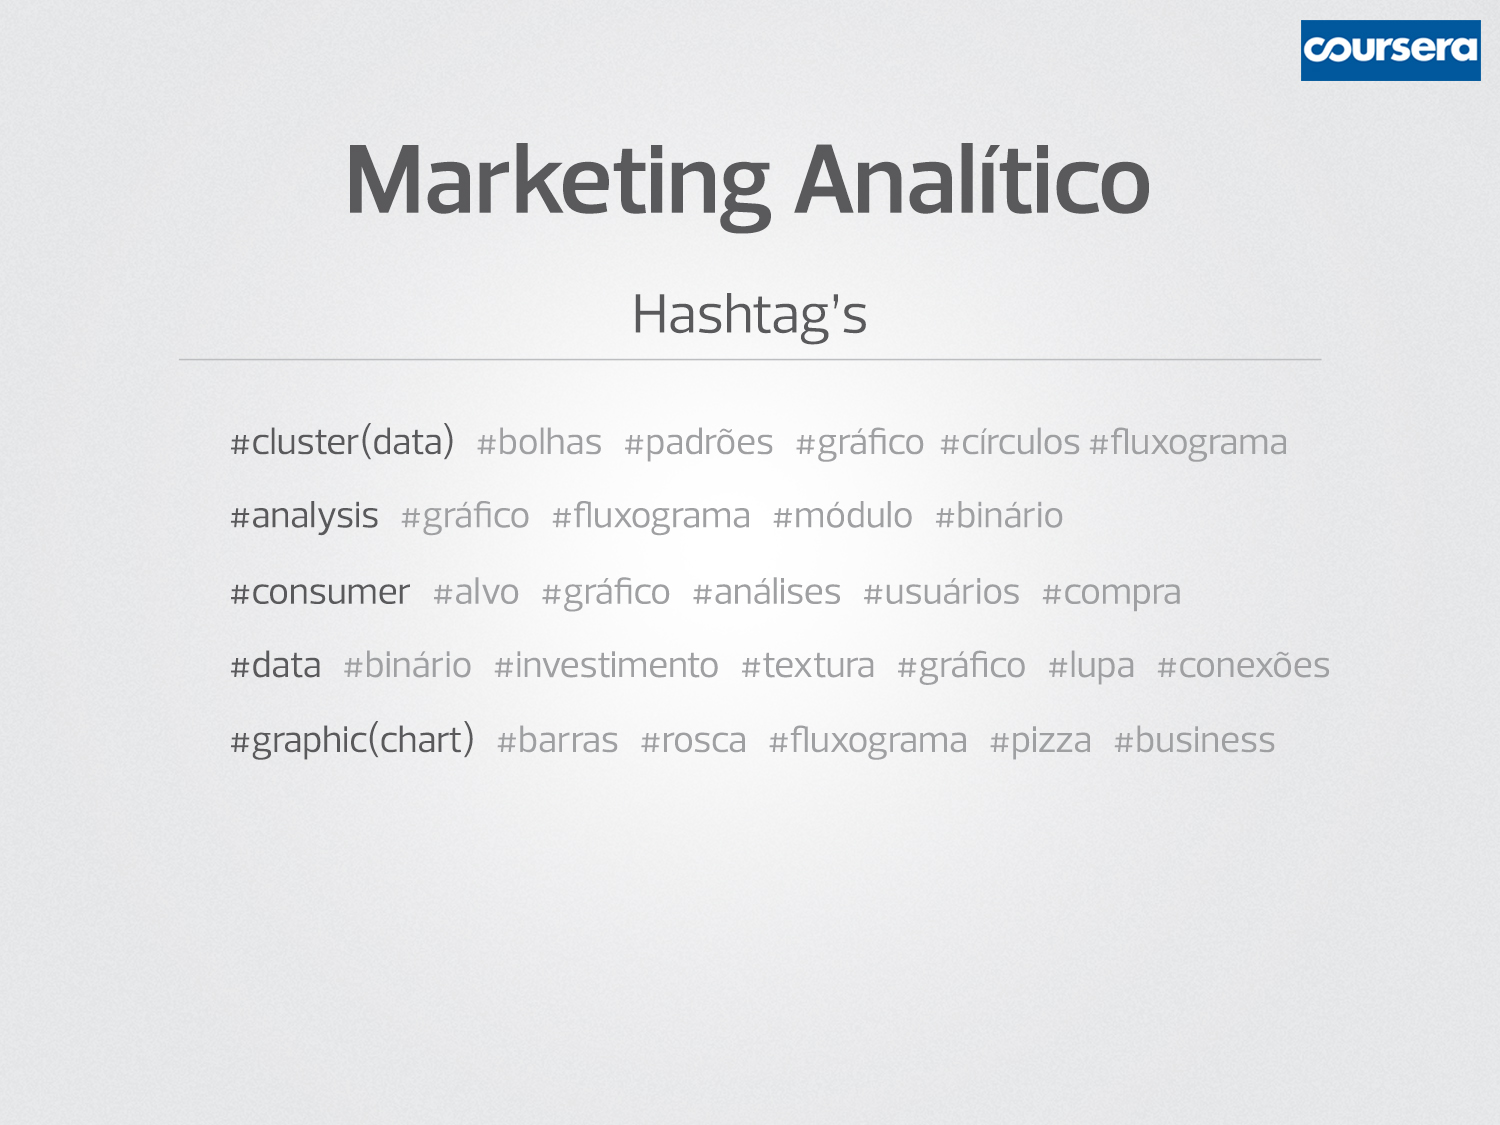 coursera
Marketing Analítico
Hashtag’s
#cluster(data) #bolhas #padrões #gráfico #círculos #fluxograma
#analysis #gráfico #fluxograma #módulo #binário
#consumer #alvo #gráfico #análises #usuários #compra
#data #binário #investimento #textura #gráfico #lupa #conexões
#graphic(chart) #barras #rosca #fluxograma #pizza #business